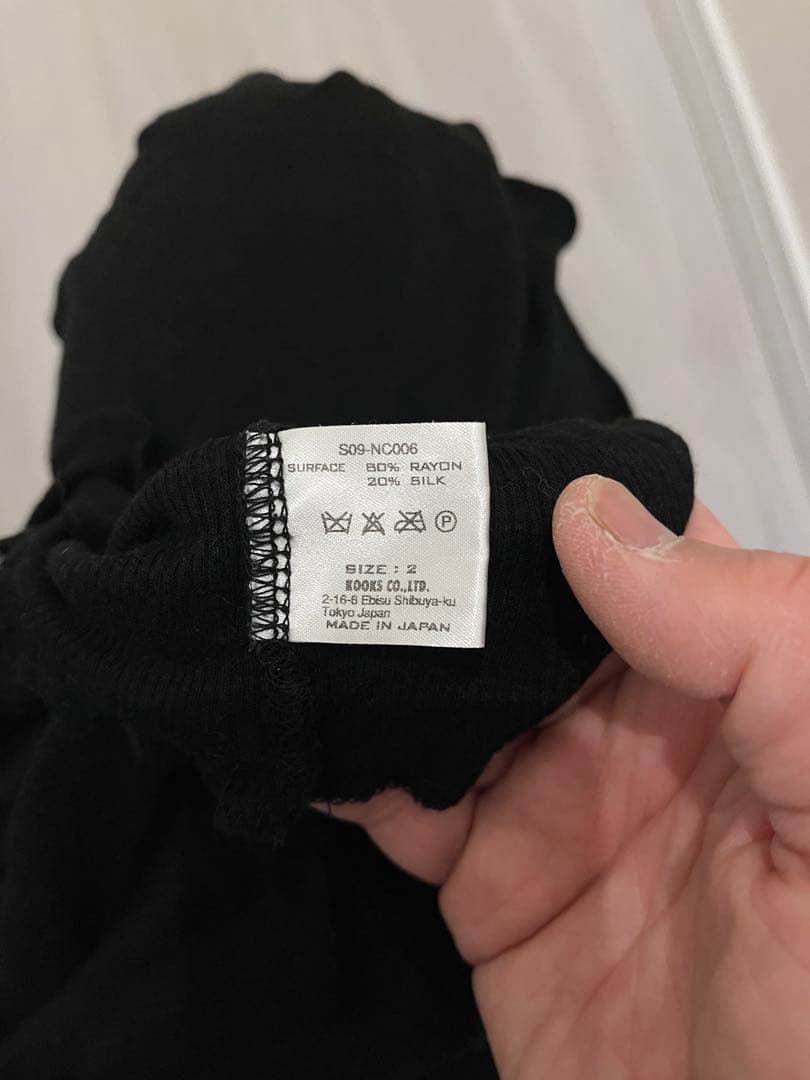 S09-NC006
SURFACE 80% RAYON
20% SILK
P
SIZE : 2
KOOKS CO.,LTD.
2-16-8 Ebisu Shibuya-ku
Tokyo Japan
MADE IN JAPAN